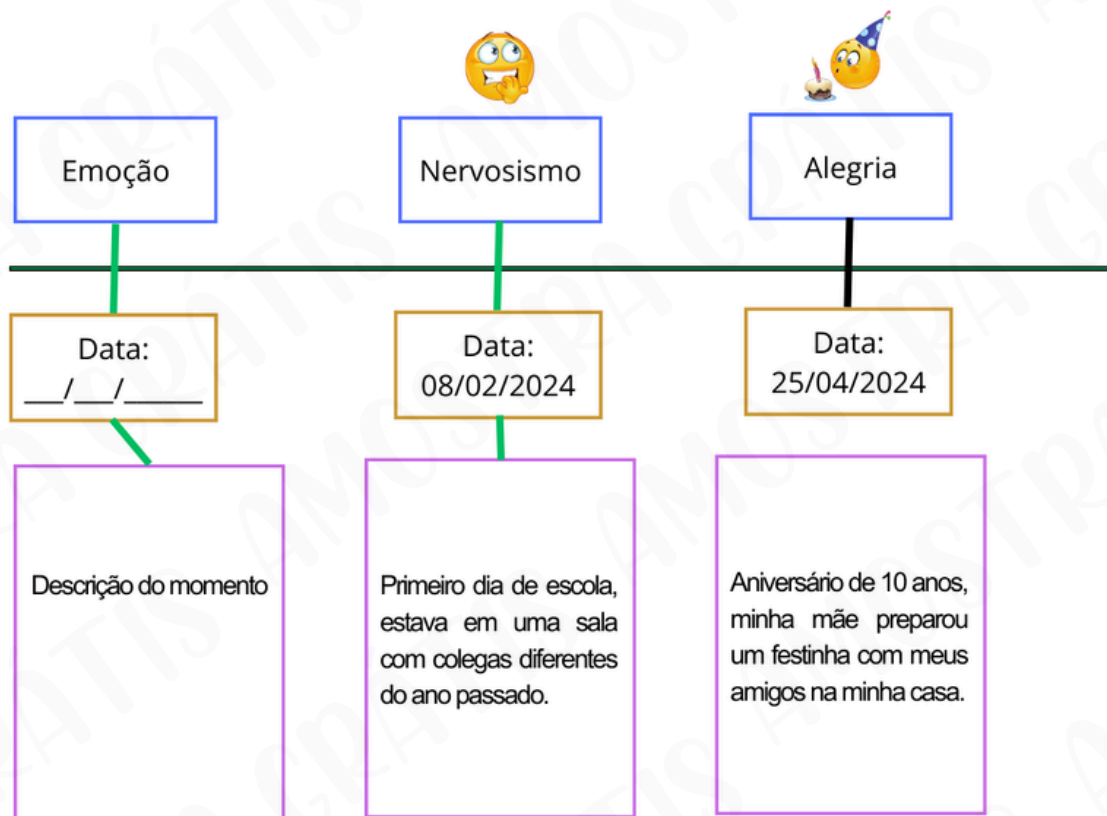 Emoção
Nervosismo
Alegria
Data:
___/___/______
Data:
08/02/2024
Data:
25/04/2024
Descrição do momento
Primeiro dia de escola,
estava em uma sala
com colegas diferentes
do ano passado.
Aniversário de 10 anos,
minha mãe preparou
um festinha com meus
amigos na minha casa.
AMOSTRA GRÁTIS